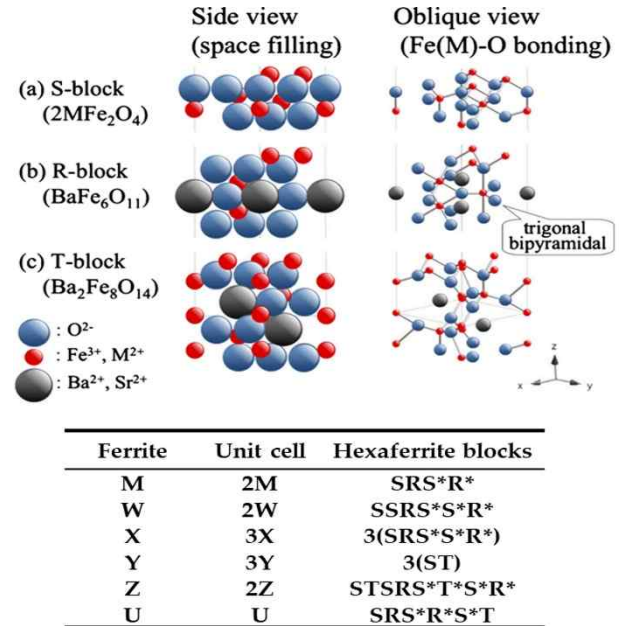 Side view
(space filling)
Oblique view
(Fe(M)-O bonding)
(a) S-block
(2MFe₂O₄)
(b) R-block
(BaFe₆O₁₁)
trigonal
bipyramidal
(c) T-block
(Ba₂Fe₈O₁₄)
: O²⁻
: Fe³⁺, M²⁺
: Ba²⁺, Sr²⁺
z
x y
Ferrite Unit cell Hexaferrite blocks
M 2M SRS*R*
W 2W SSRS*S*R*
X 3X 3(SRS*S*R*)
Y 3Y 3(ST)
Z 2Z STSRS*T*S*R*
U U SRS*R*S*T